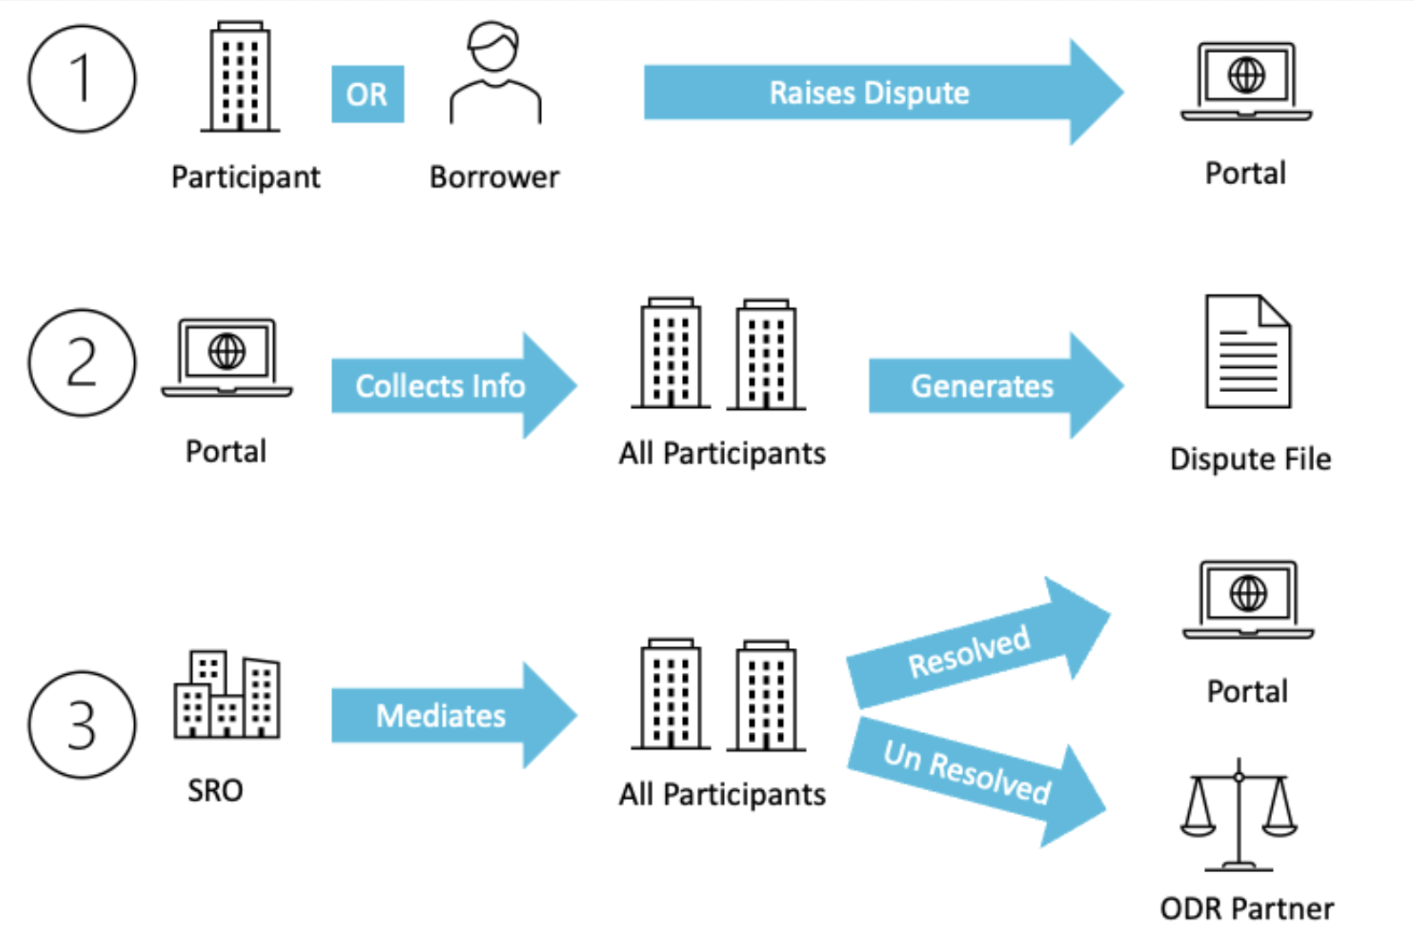 1
OR
Raises Dispute
Participant
Borrower
Portal
2
Collects Info
Generates
Portal
All Participants
Dispute File
3
Mediates
Resolved
Un Resolved
Portal
SRO
All Participants
ODR Partner